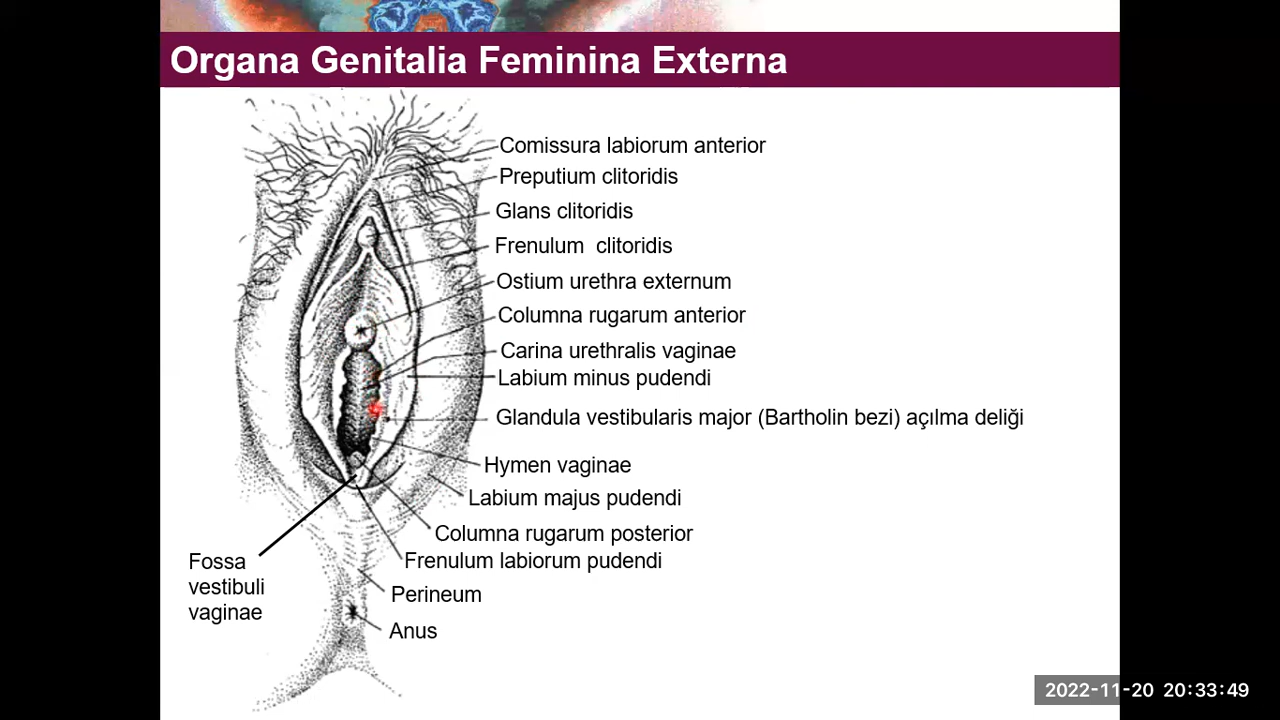 Organa Genitalia Feminina Externa
Comissura labiorum anterior
Preputium clitoridis
Glans clitoridis
Frenulum clitoridis
Ostium urethra externum
Columna rugarum anterior
Carina urethralis vaginae
Labium minus pudendi
Glandula vestibularis major (Bartholin bezi) açılma deliği
Hymen vaginae
Labium majus pudendi
Columna rugarum posterior
Frenulum labiorum pudendi
Fossa
vestibuli
vaginae
Perineum
Anus
2022-11-20 20:33:49